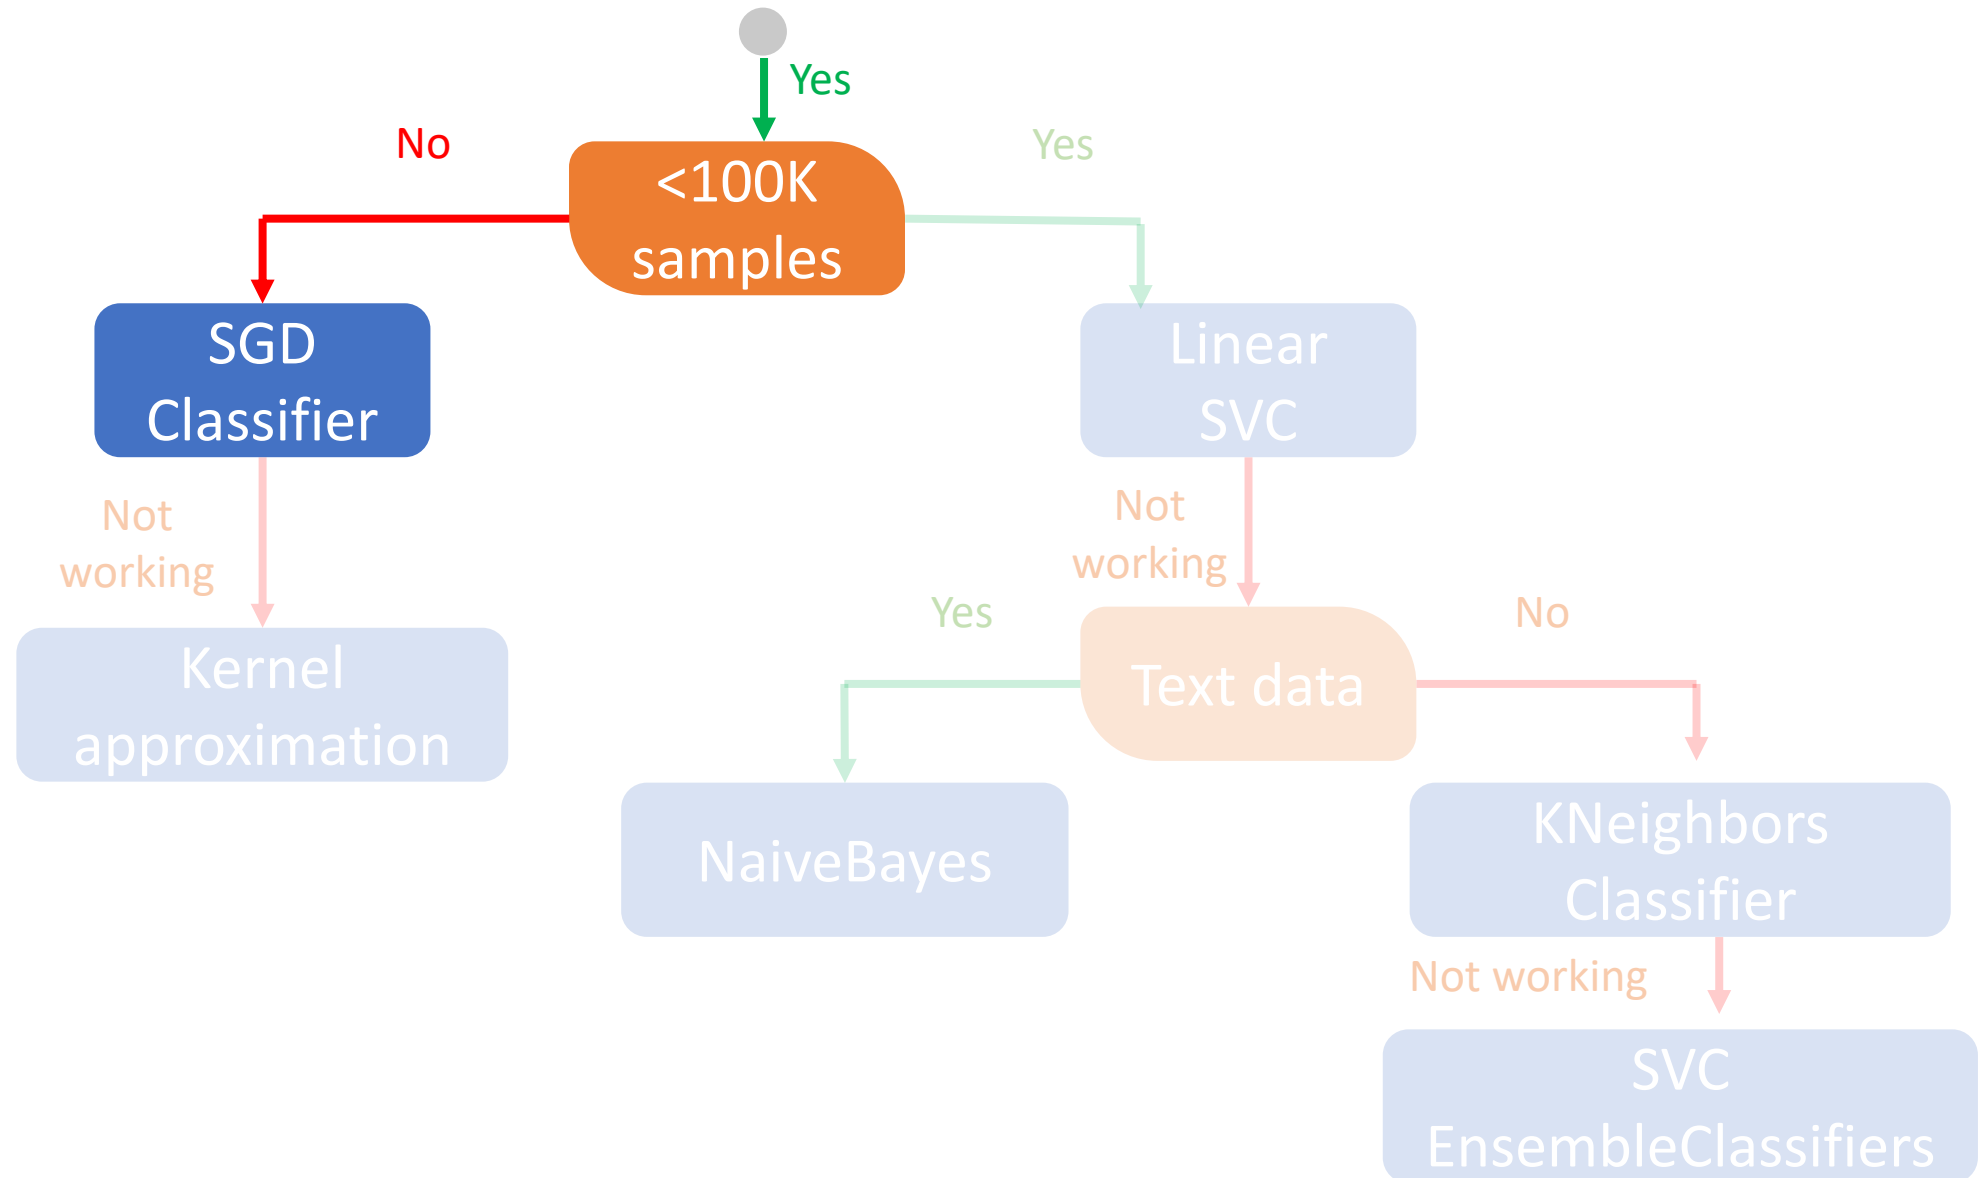 Yes
No
Yes
<100K
samples
SGD
Classifier
Linear
SVC
Not
working
Not
working
Yes
No
Kernel
approximation
Text data
NaiveBayes
KNeighbors
Classifier
Not working
SVC
EnsembleClassifiers